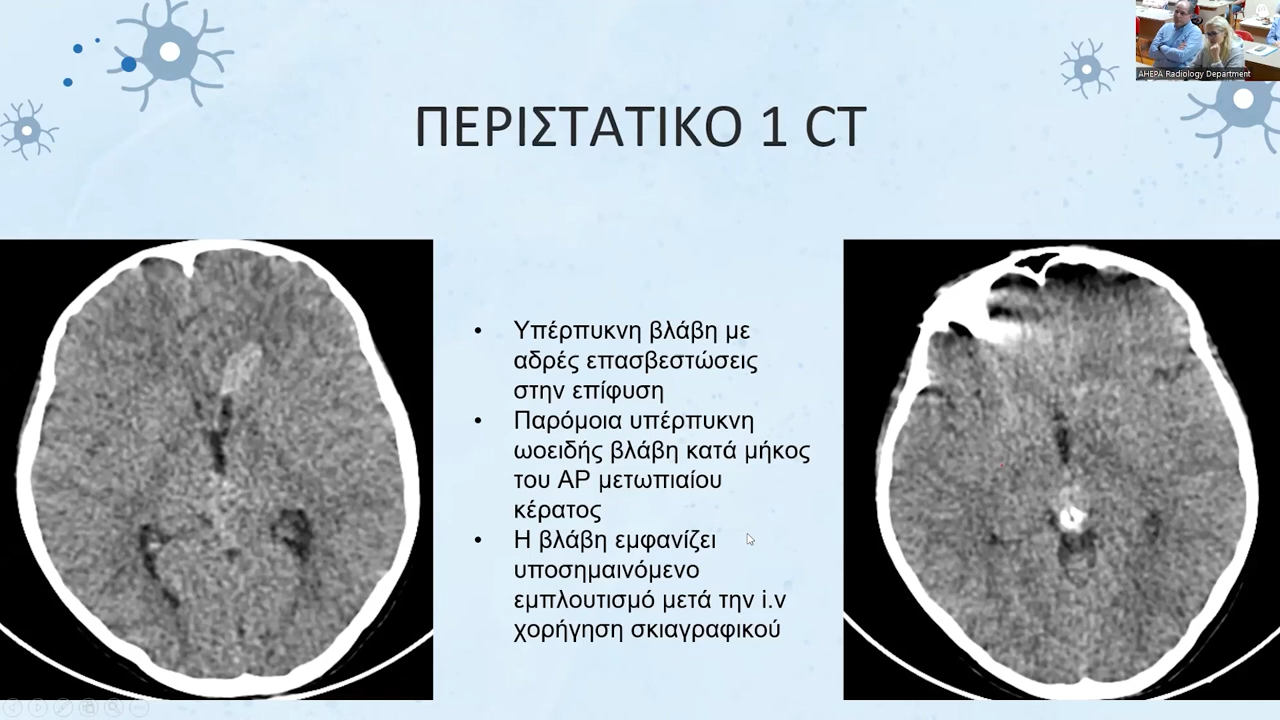 AHEPA Radiology Department
ΠΕΡΙΣΤΑΤΙΚΟ 1 CT
• Υπέρπυκνη βλάβη με
αδρές επασβεστώσεις
στην επίφυση
• Παρόμοια υπέρπυκνη
ωοειδής βλάβη κατά μήκος
του ΑΡ μετωπιαίου
κέρατος
• Η βλάβη εμφανίζει
υποσημαινόμενο
εμπλουτισμό μετά την i.v
χορήγηση σκιαγραφικού